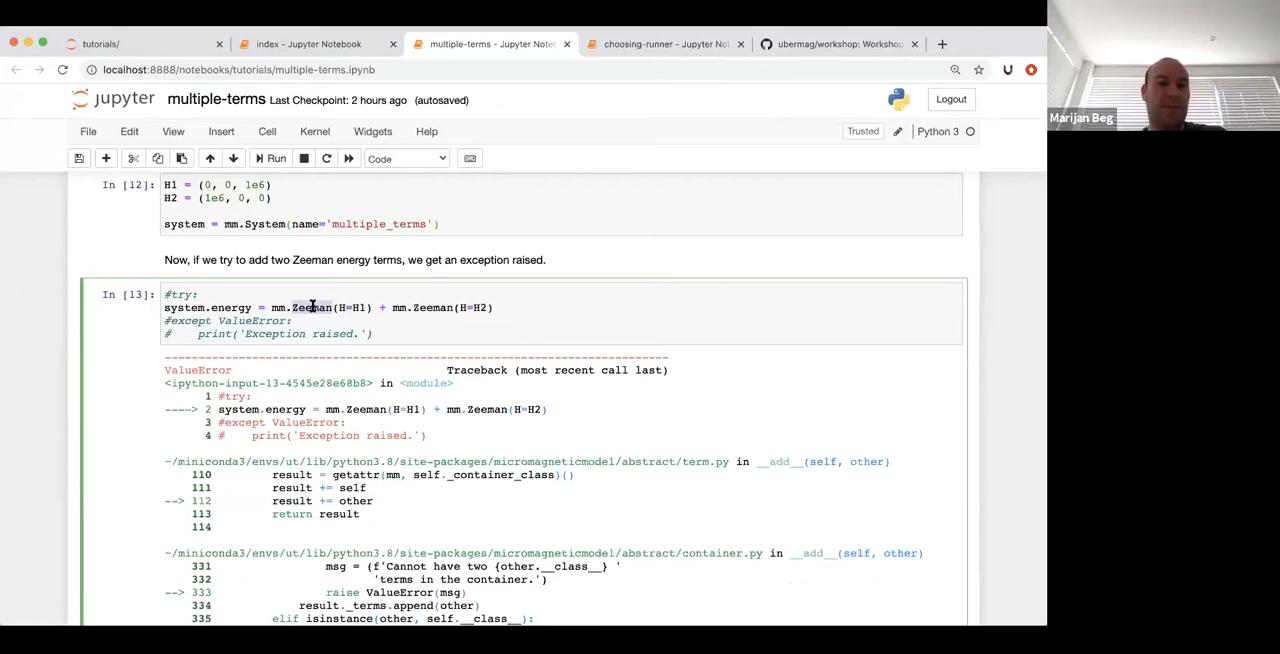 tutorials/
index - Jupyter Notebook
multiple-terms - Jupyter Note
choosing-runner - Jupyter No
ubermag/workshop: Workshop
localhost:8888/notebooks/tutorials/multiple-terms.ipynb
jupyter multiple-terms Last Checkpoint: 2 hours ago (autosaved)
Logout
File Edit View Insert Cell Kernel Widgets Help
Trusted Python 3
Run Code
In [12]: H1 = (0, 0, 1e6)
H2 = (1e6, 0, 0)
system = mm.System(name='multiple_terms')
Now, if we try to add two Zeeman energy terms, we get an exception raised.
In [13]: #try:
system.energy = mm.Zeeman(H=H1) + mm.Zeeman(H=H2)
#except ValueError:
#    print('Exception raised.')
---------------------------------------------------------------------------
ValueError Traceback (most recent call last)
<ipython-input-13-4545e28e68b8> in <module>
1 #try:
----> 2 system.energy = mm.Zeeman(H=H1) + mm.Zeeman(H=H2)
3 #except ValueError:
4 #    print('Exception raised.')
~/miniconda3/envs/ut/lib/python3.8/site-packages/micromagneticmodel/abstract/term.py in __add__(self, other)
110 result = getattr(mm, self._container_class)()
111 result += self
--> 112 result += other
113 return result
114
~/miniconda3/envs/ut/lib/python3.8/site-packages/micromagneticmodel/abstract/container.py in __add__(self, other)
331 msg = (f'Cannot have two {other.__class__} '
332 'terms in the container.')
--> 333 raise ValueError(msg)
334 result._terms.append(other)
335 elif isinstance(other, self.__class__):
Marijan Beg